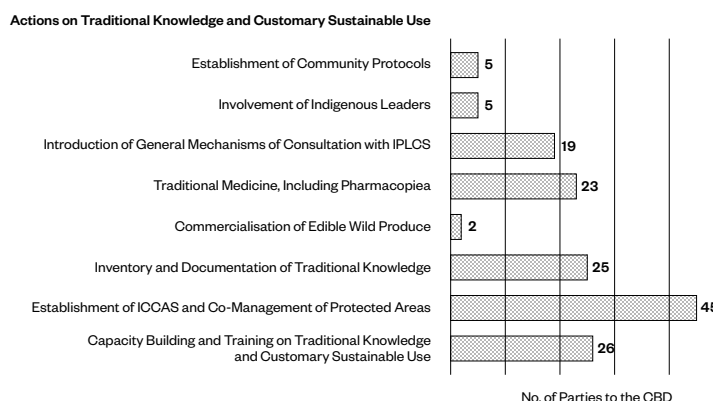 Actions on Traditional Knowledge and Customary Sustainable Use
Establishment of Community Protocols 5
Involvement of Indigenous Leaders 5
Introduction of General Mechanisms of Consultation with IPLCS 19
Traditional Medicine, Including Pharmacopiea 23
Commercialisation of Edible Wild Produce 2
Inventory and Documentation of Traditional Knowledge 25
Establishment of ICCAS and Co-Management of Protected Areas 45
Capacity Building and Training on Traditional Knowledge
and Customary Sustainable Use 26
No. of Parties to the CBD